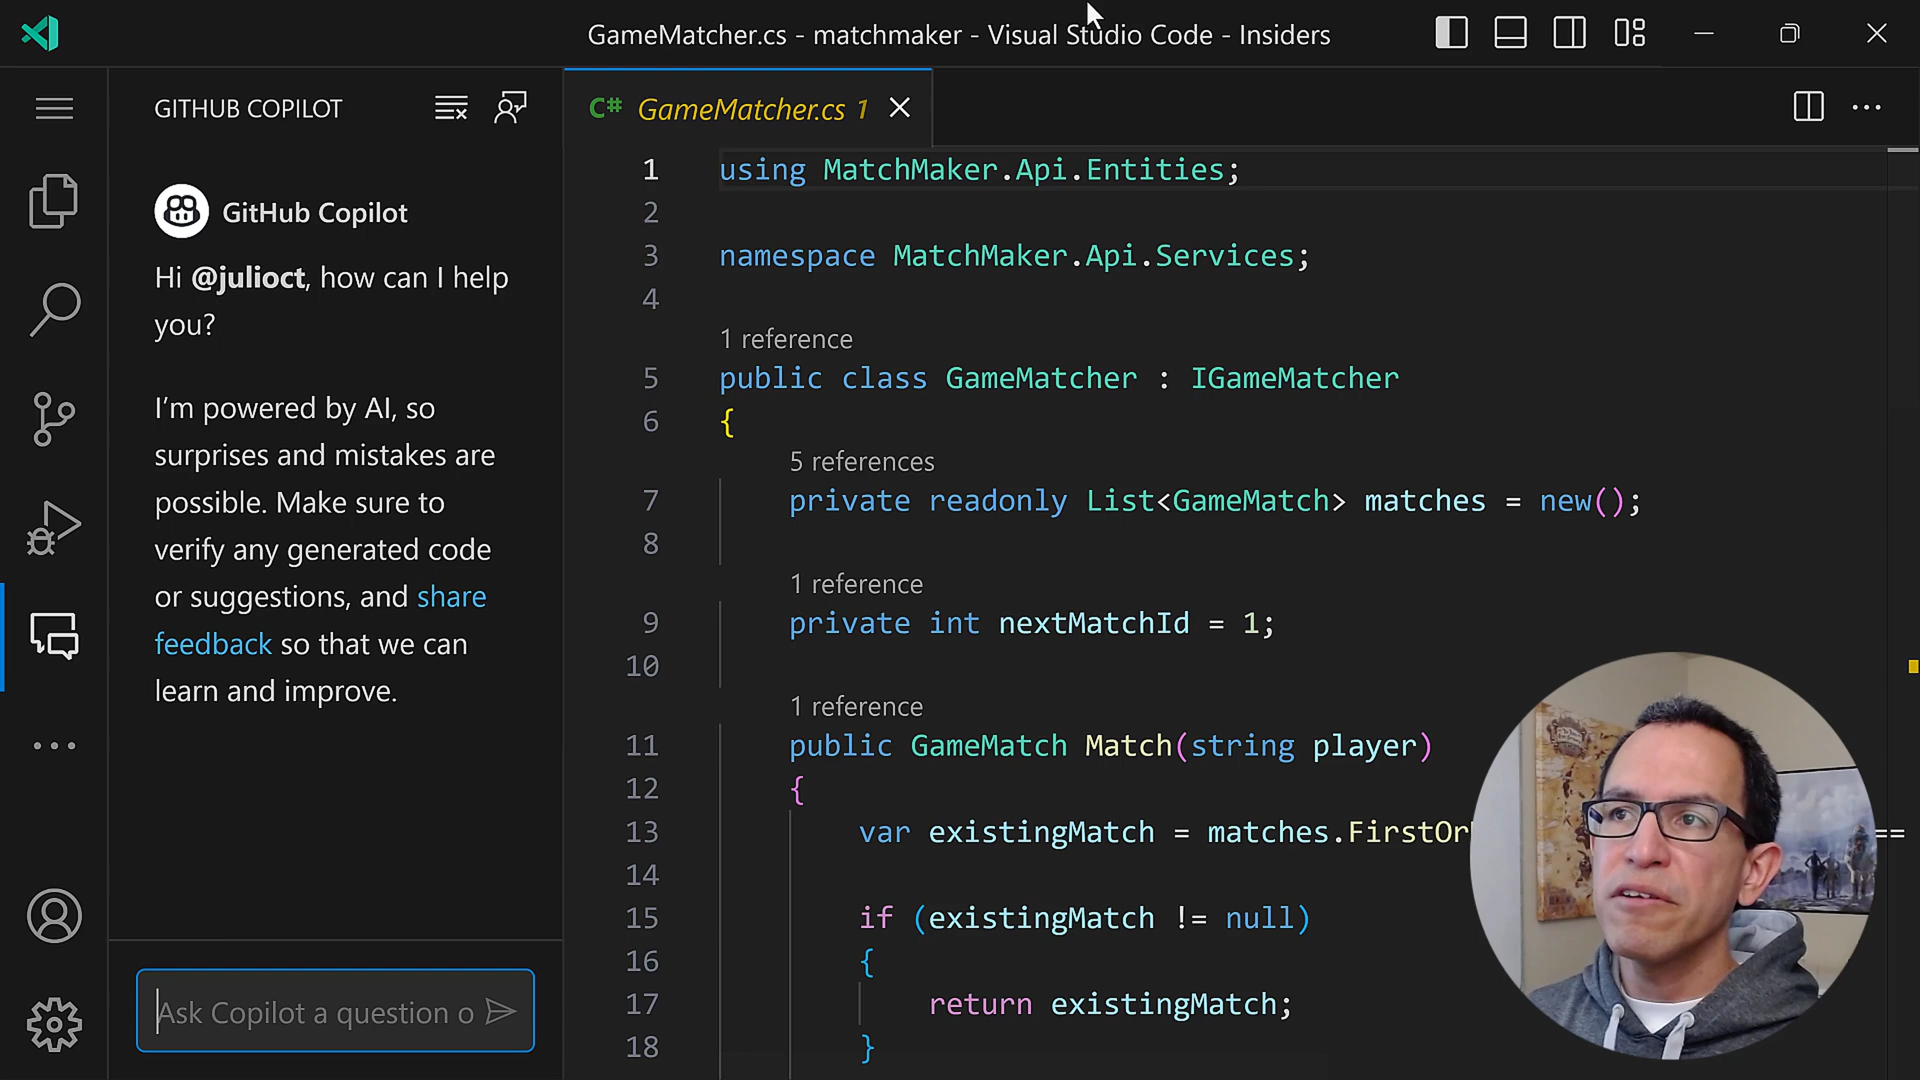 GameMatcher.cs - matchmaker - Visual Studio Code - Insiders
GITHUB COPILOT
GitHub Copilot
Hi @julioct, how can I help
you?
I’m powered by AI, so
surprises and mistakes are
possible. Make sure to
verify any generated code
or suggestions, and share
feedback so that we can
learn and improve.
Ask Copilot a question o
C# GameMatcher.cs 1
1 using MatchMaker.Api.Entities;
2
3 namespace MatchMaker.Api.Services;
4
1 reference
5 public class GameMatcher : IGameMatcher
6 {
5 references
7 private readonly List<GameMatch> matches = new();
8
1 reference
9 private int nextMatchId = 1;
10
1 reference
11 public GameMatch Match(string player)
12 {
13 var existingMatch = matches.FirstOr ==
14
15 if (existingMatch != null)
16 {
17 return existingMatch;
18 }